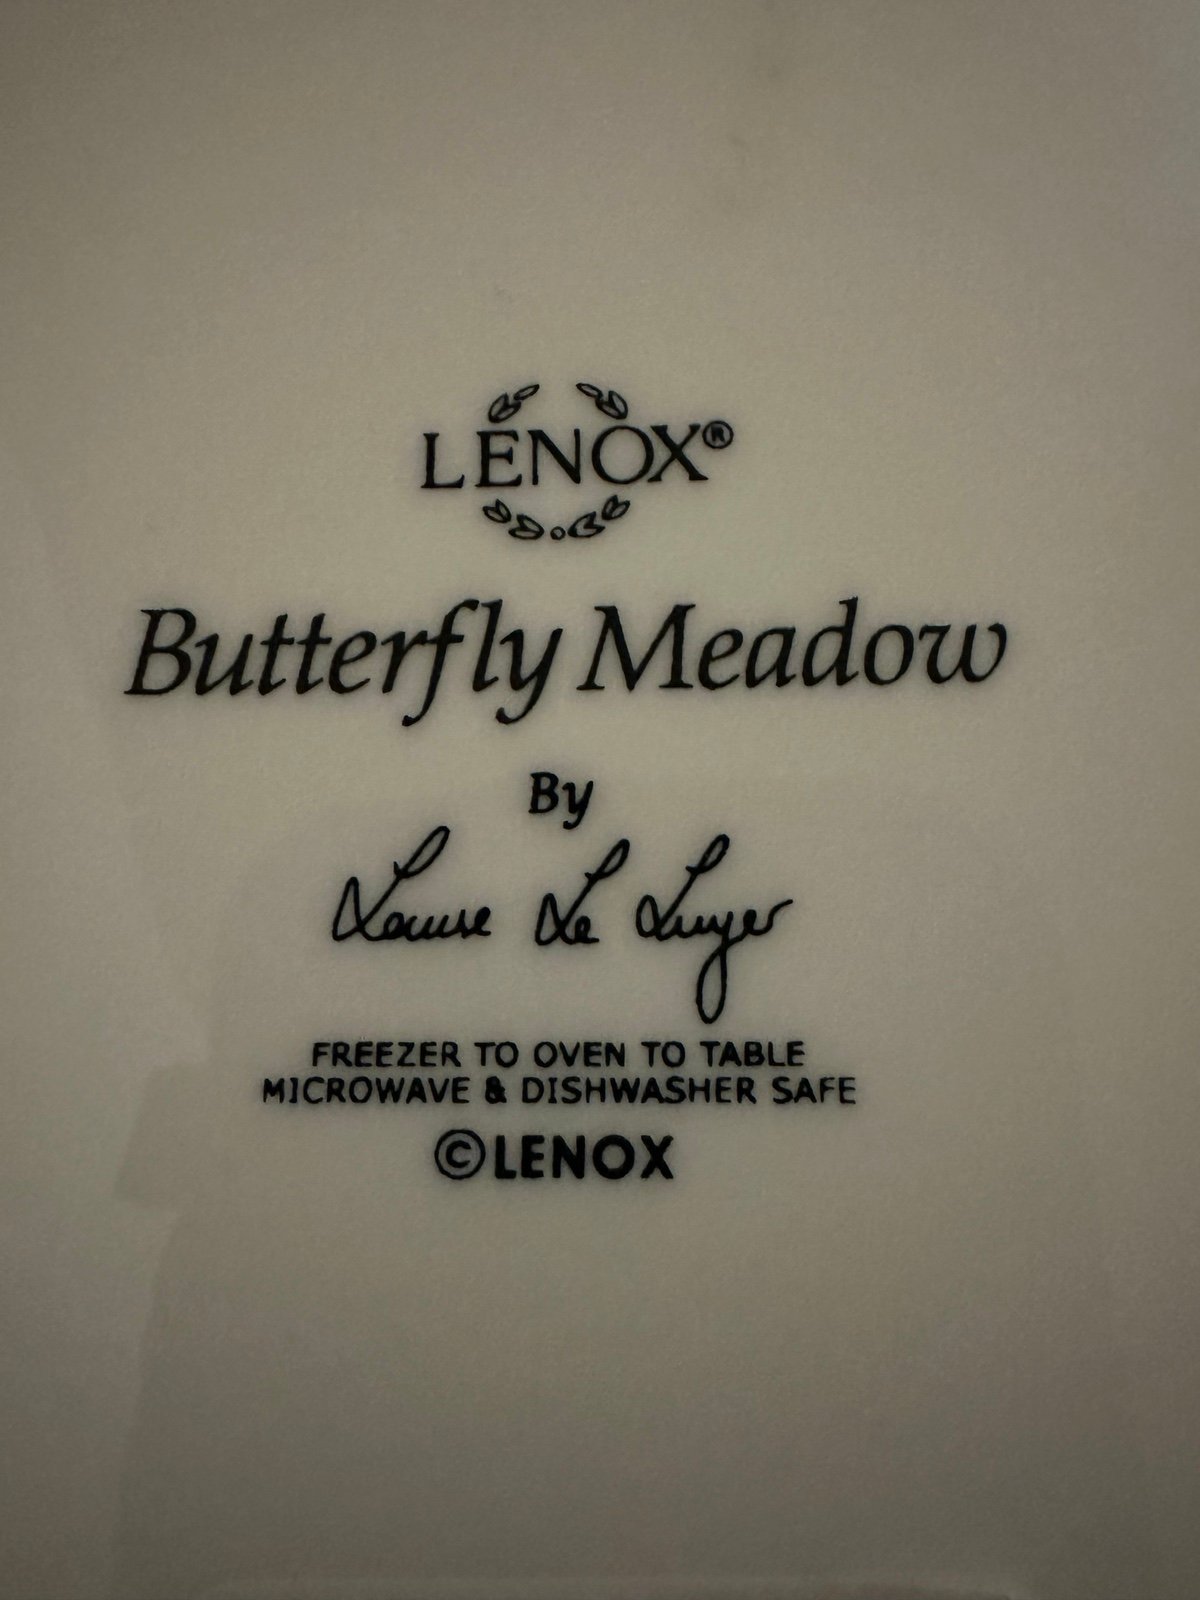 LENOX®
Butterfly Meadow
By
Louise Le Luyer
FREEZER TO OVEN TO TABLE
MICROWAVE & DISHWASHER SAFE
©LENOX